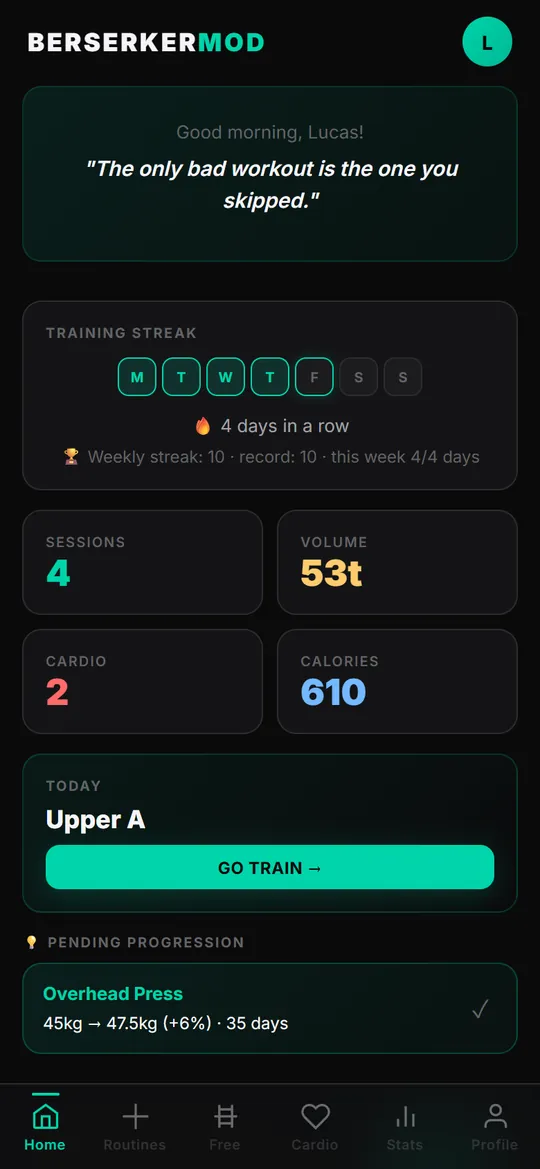 BERSERKERMOD
L
Good morning, Lucas!
"The only bad workout is the one you
skipped."
TRAINING STREAK
M T W T F S S
🔥 4 days in a row
🏆 Weekly streak: 10 · record: 10 · this week 4/4 days
SESSIONS
4
VOLUME
53t
CARDIO
2
CALORIES
610
TODAY
Upper A
GO TRAIN →
💡 PENDING PROGRESSION
Overhead Press
45kg → 47.5kg (+6%) · 35 days
✓
Home Routines Free Cardio Stats Profile